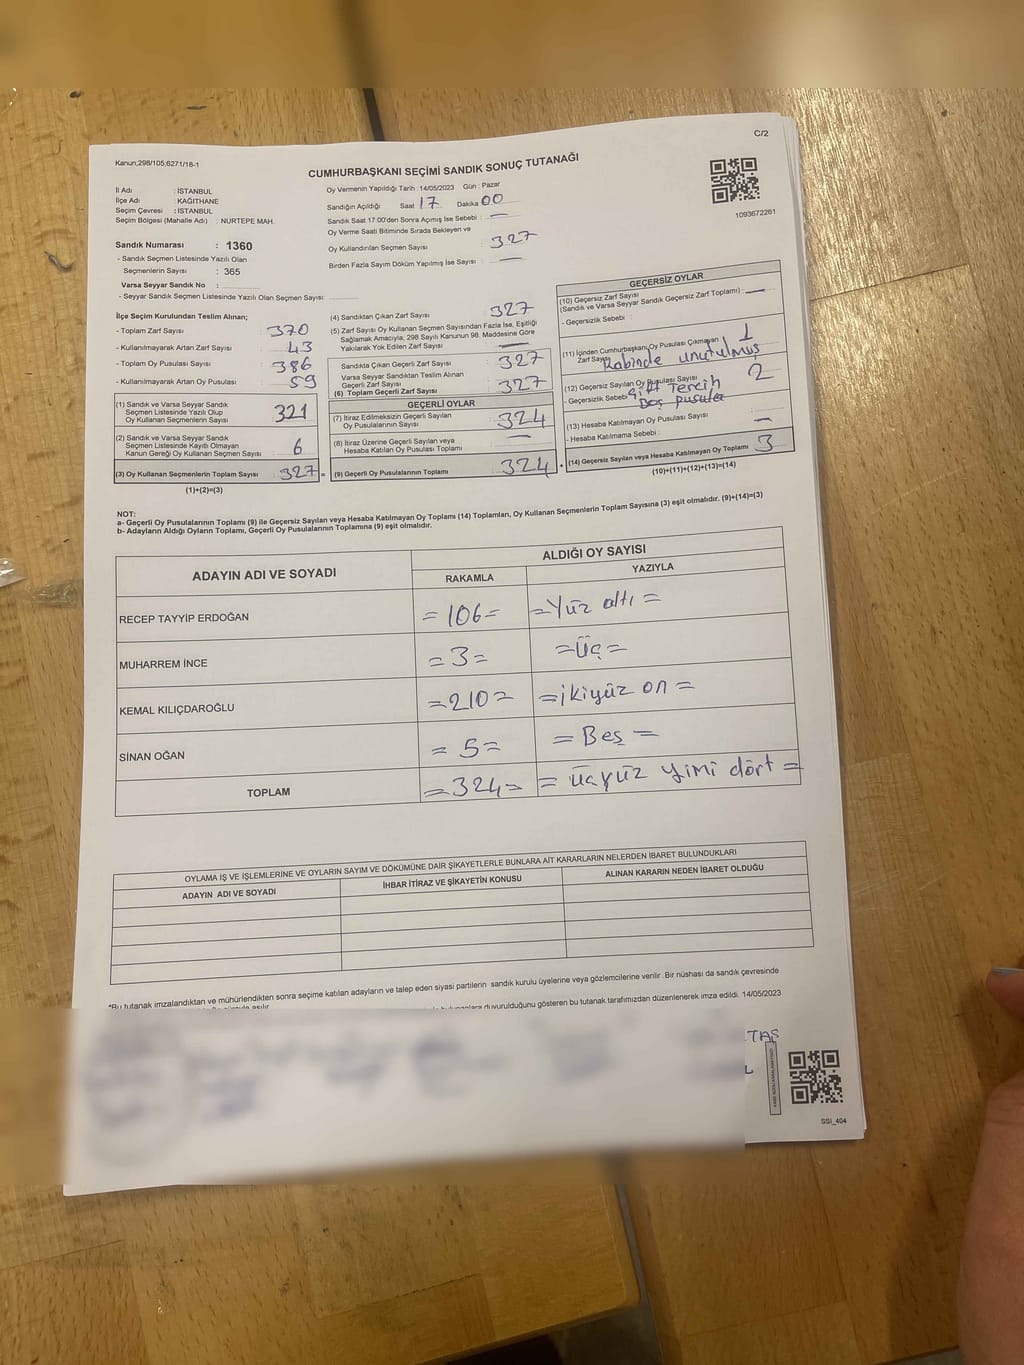 C/2
Kanun;298/105;6271/18-1
CUMHURBAŞKANI SEÇİMİ SANDIK SONUÇ TUTANAĞI
İl Adı : İSTANBUL
İlçe Adı : KAĞITHANE
Seçim Çevresi : İSTANBUL
Seçim Bölgesi (Mahalle Adı) : NURTEPE MAH.
Oy Vermenin Yapıldığı Tarih : 14/05/2023 Gün : Pazar
Sandığın Açıldığı Saat 17 Dakika 00
Sandık Saat 17:00'den Sonra Açımış İse Sebebi : —
Oy Verme Saati Bitiminde Sırada Bekleyen ve
Oy Kullandırılan Seçmen Sayısı : 327
Birden Fazla Sayım Döküm Yapılmış İse Sayısı : —
1093672261
Sandık Numarası : 1360
- Sandık Seçmen Listesinde Yazılı Olan
Seçmenlerin Sayısı : 365
Varsa Seyyar Sandık No :
- Seyyar Sandık Seçmen Listesinde Yazılı Olan Seçmen Sayısı:
İlçe Seçim Kurulundan Teslim Alınan;
- Toplam Zarf Sayısı : 370
- Kullanılmayarak Artan Zarf Sayısı : 43
- Toplam Oy Pusulası Sayısı : 386
- Kullanılmayarak Artan Oy Pusulası : 59
(1) Sandık ve Varsa Seyyar Sandık
Seçmen Listesinde Yazılı Olup
Oy Kullanan Seçmenlerin Sayısı 321
(2) Sandık ve Varsa Seyyar Sandık
Seçmen Listesinde Kayıtlı Olmayan
Kanun Gereği Oy Kullanan Seçmen Sayısı : 6
(3) Oy Kullanan Seçmenlerin Toplam Sayısı : 327 =
(1)+(2)=(3)
(4) Sandıktan Çıkan Zarf Sayısı : 327
(5) Zarf Sayısı Oy Kullanan Seçmen Sayısından Fazla İse, Eşitliği
Sağlamak Amacıyla; 298 Sayılı Kanunun 98. Maddesine Göre
Yakılarak Yok Edilen Zarf Sayısı : —
Sandıkta Çıkan Geçerli Zarf Sayısı : 327
Varsa Seyyar Sandıktan Teslim Alınan
Geçerli Zarf Sayısı :
(6) Toplam Geçerli Zarf Sayısı : 327
GEÇERLİ OYLAR
(7) İtiraz Edilmeksizin Geçerli Sayılan
Oy Pusulalarının Sayısı : 324
(8) İtiraz Üzerine Geçerli Sayılan veya
Hesaba Katılan Oy Pusulası Toplamı : —
(9) Geçerli Oy Pusulalarının Toplamı : 324 +
GEÇERSİZ OYLAR
(10) Geçersiz Zarf Sayısı
(Sandık ve Varsa Seyyar Sandık Geçersiz Zarf Toplamı) : —
- Geçersizlik Sebebi :
(11) İçinden Cumhurbaşkanı Oy Pusulası Çıkmayan
Zarf Sayısı 1
Kabinde unutulmuş
(12) Geçersiz Sayılan Oy Pusulası Sayısı 2
- Geçersizlik Sebebi Çift Tercih
Boş pusula
(13) Hesaba Katılmayan Oy Pusulası Sayısı : —
- Hesaba Katılmama Sebebi :
(14) Geçersiz Sayılan veya Hesaba Katılmayan Oy Toplamı : 3
(10)+(11)+(12)+(13)=(14)
NOT:
a- Geçerli Oy Pusulalarının Toplamı (9) ile Geçersiz Sayılan veya Hesaba Katılmayan Oy Toplamı (14) Toplamları, Oy Kullanan Seçmenlerin Toplam Sayısına (3) eşit olmalıdır. (9)+(14)=(3)
b- Adayların Aldığı Oyların Toplamı, Geçerli Oy Pusulalarının Toplamına (9) eşit olmalıdır.
ADAYIN ADI VE SOYADI ALDIĞI OY SAYISI
RAKAMLA YAZIYLA
RECEP TAYYİP ERDOĞAN =106= =Yüz altı=
MUHARREM İNCE =3= =Üç=
KEMAL KILIÇDAROĞLU =210= =ikiyüz on=
SİNAN OĞAN =5= =Beş=
TOPLAM =324= =üçyüz yimi dört=
OYLAMA İŞ VE İŞLEMLERİNE VE OYLARIN SAYIM VE DÖKÜMÜNE DAİR ŞİKAYETLERLE BUNLARA AİT KARARLARIN NELERDEN İBARET BULUNDUKLARI
ADAYIN ADI VE SOYADI İHBAR İTİRAZ VE ŞİKAYETİN KONUSU ALINAN KARARIN NEDEN İBARET OLDUĞU
*Bu tutanak imzalandıktan ve mühürlendikten sonra seçime katılan adayların ve talep eden siyasi partilerin sandık kurulu üyelerine veya gözlemcilerine verilir. Bir nüshası da sandık çevresinde
duyurulduğunu gösteren bu tutanak tarafımızdan düzenlenerek imza edildi. 14/05/2023
TAŞ
SSI_404